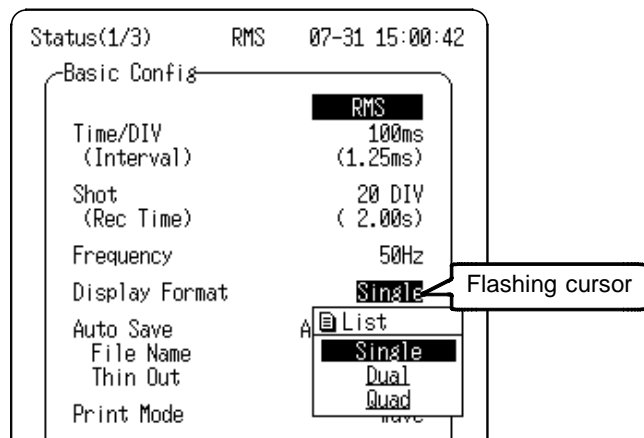 Status(1/3) RMS 07-31 15:00:42
Basic Config
RMS
Time/DIV 100ms
(Interval) (1.25ms)
Shot 20 DIV
(Rec Time) ( 2.00s)
Frequency 50Hz
Display Format Single
Flashing cursor
Auto Save A
List
File Name Single
Thin Out Dual
Quad
Print Mode